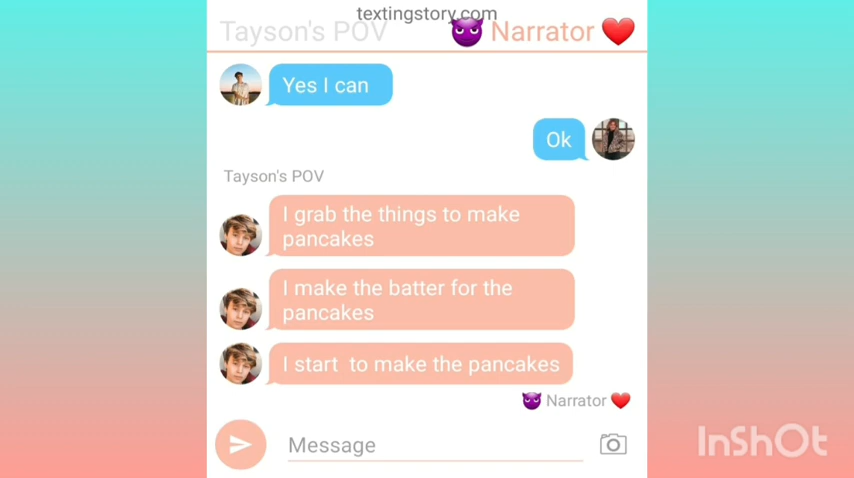 textingstory.com
Tayson's POV
😈 Narrator ❤️
Yes I can
Ok
Tayson's POV
I grab the things to make
pancakes
I make the batter for the
pancakes
I start to make the pancakes
😈 Narrator ❤️
Message
InShOt